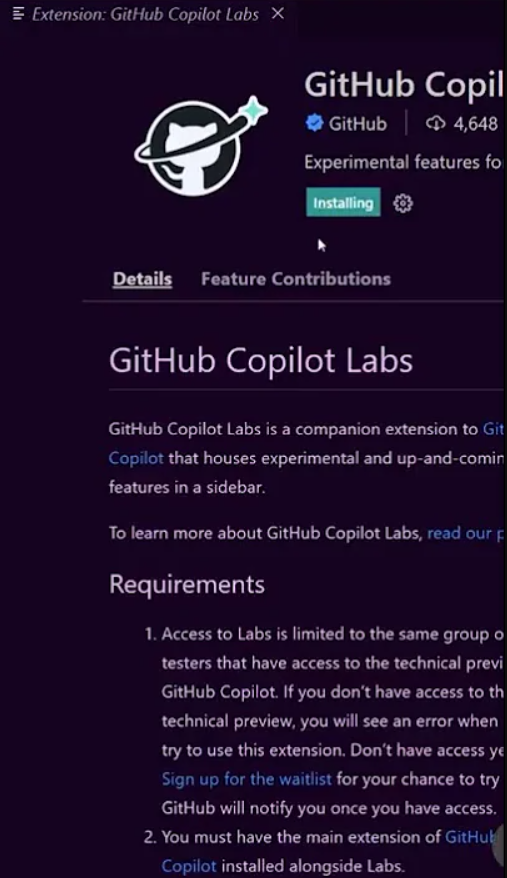 Extension: GitHub Copilot Labs
GitHub Copil
GitHub 4,648
Experimental features fo
Installing
Details Feature Contributions
GitHub Copilot Labs
GitHub Copilot Labs is a companion extension to Git
Copilot that houses experimental and up-and-comin
features in a sidebar.
To learn more about GitHub Copilot Labs, read our p
Requirements
1. Access to Labs is limited to the same group o
testers that have access to the technical previ
GitHub Copilot. If you don't have access to th
technical preview, you will see an error when
try to use this extension. Don't have access ye
Sign up for the waitlist for your chance to try
GitHub will notify you once you have access.
2. You must have the main extension of GitHub
Copilot installed alongside Labs.